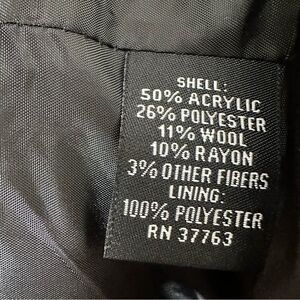 SHELL:
50% ACRYLIC
26% POLYESTER
11% WOOL
10% RAYON
3% OTHER FIBERS
LINING:
100% POLYESTER
RN 37763